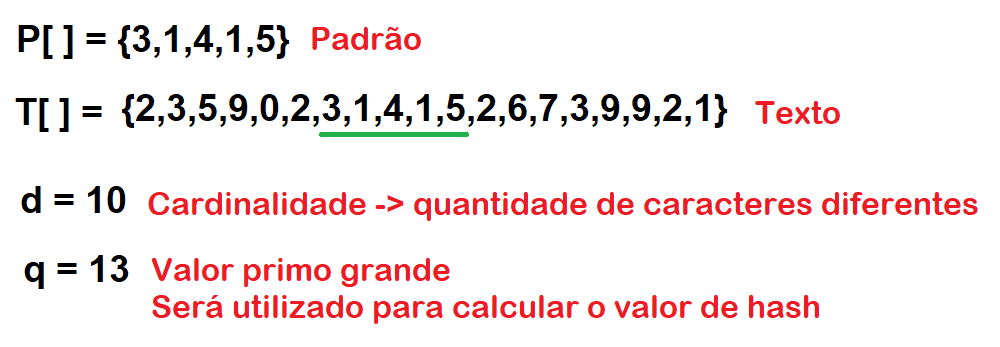 P[ ] = {3,1,4,1,5} Padrão
T[ ] = {2,3,5,9,0,2,3,1,4,1,5,2,6,7,3,9,9,2,1} Texto
d = 10 Cardinalidade -> quantidade de caracteres diferentes
q = 13 Valor primo grande
Será utilizado para calcular o valor de hash